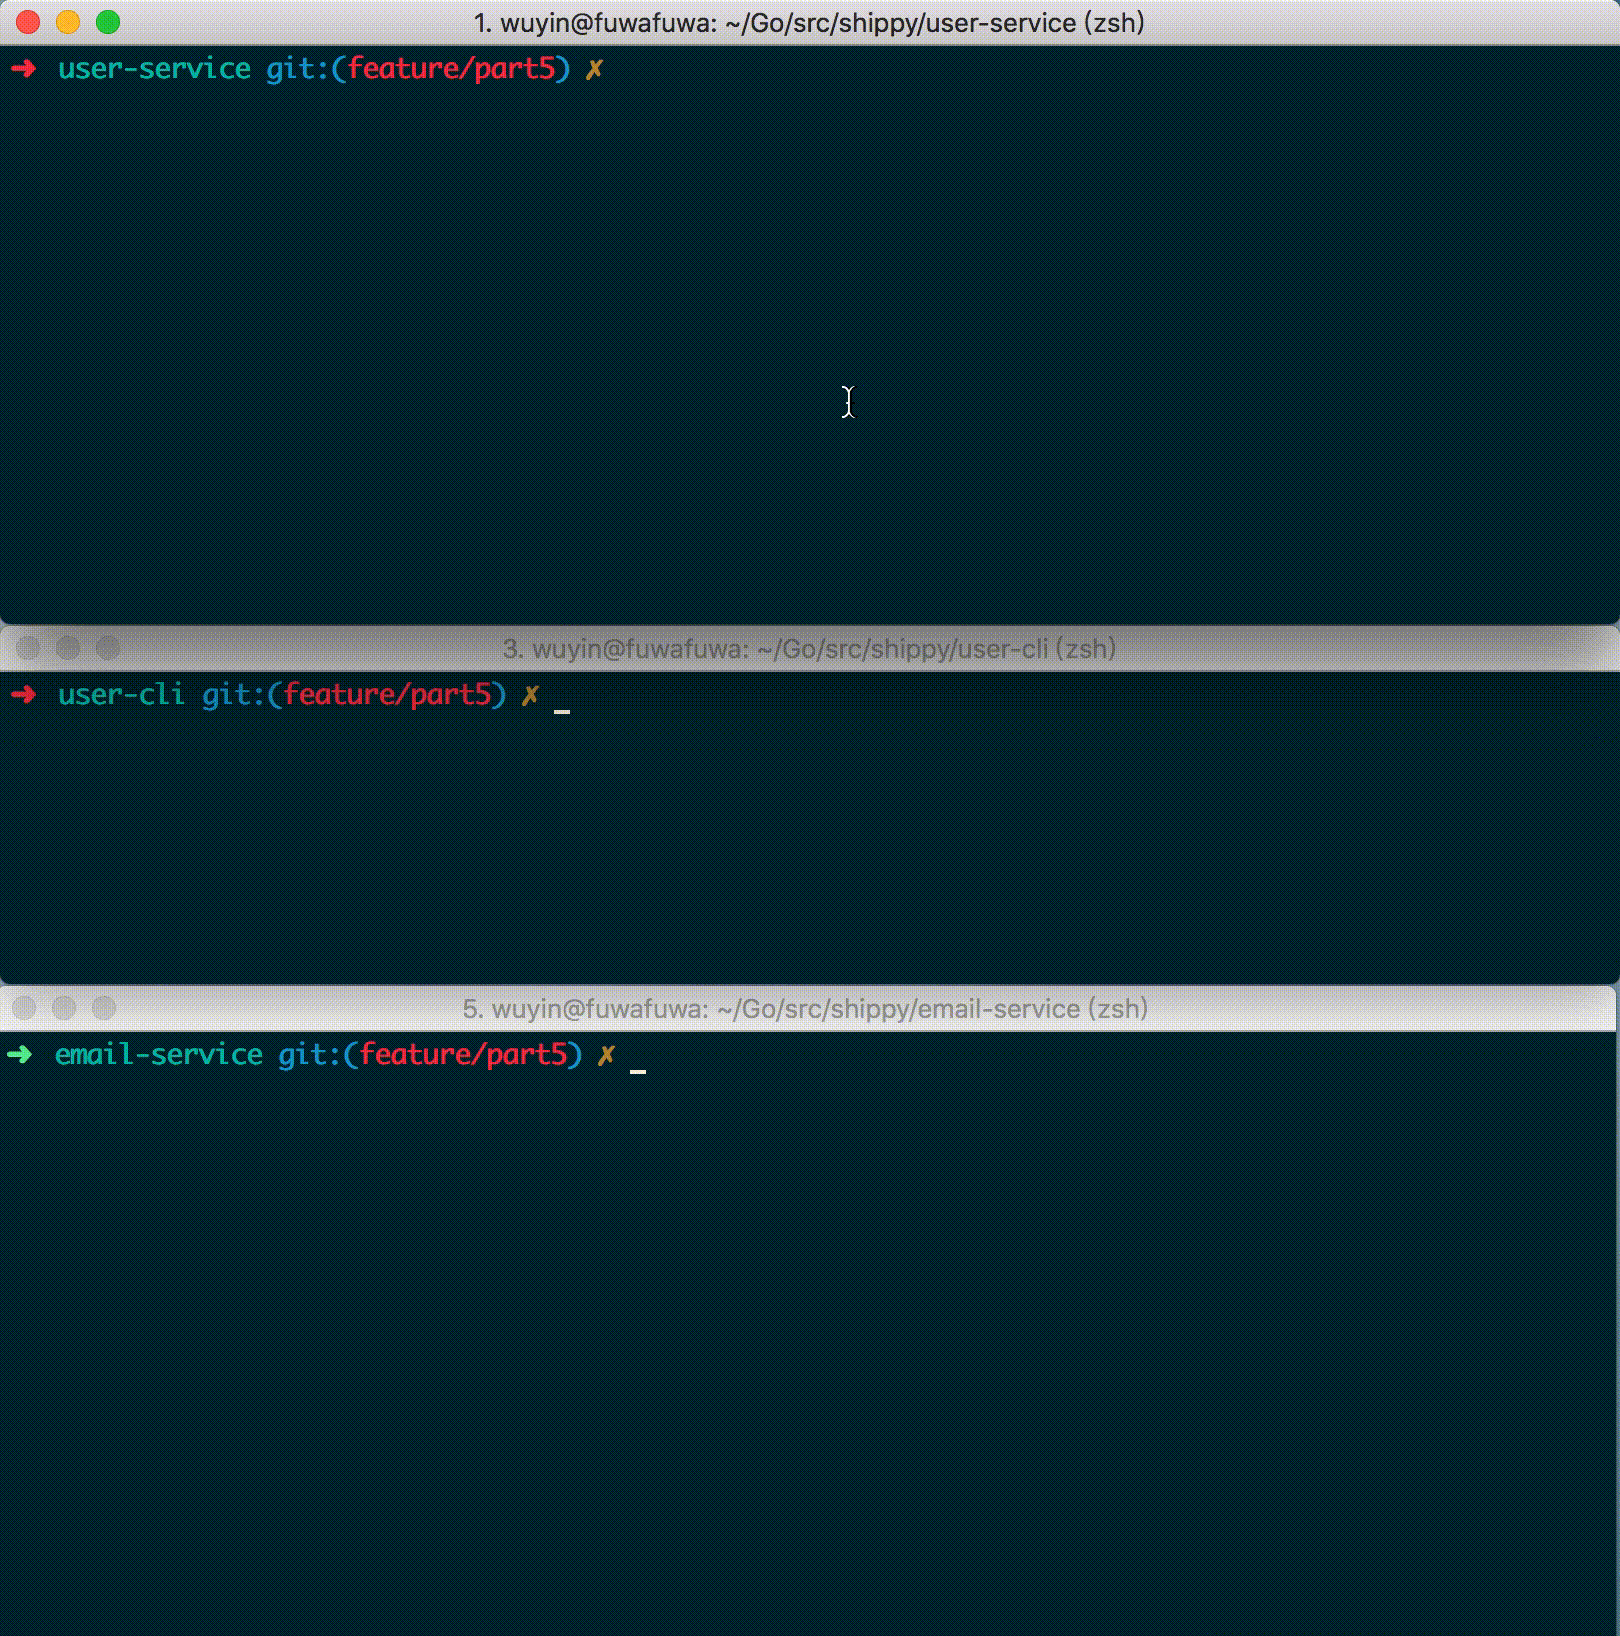 1. wuyin@fuwafuwa: ~/Go/src/shippy/user-service (zsh)
➜ user-service git:(feature/part5) ✗
3. wuyin@fuwafuwa: ~/Go/src/shippy/user-cli (zsh)
➜ user-cli git:(feature/part5) ✗ _
5. wuyin@fuwafuwa: ~/Go/src/shippy/email-service (zsh)
➜ email-service git:(feature/part5) ✗ _